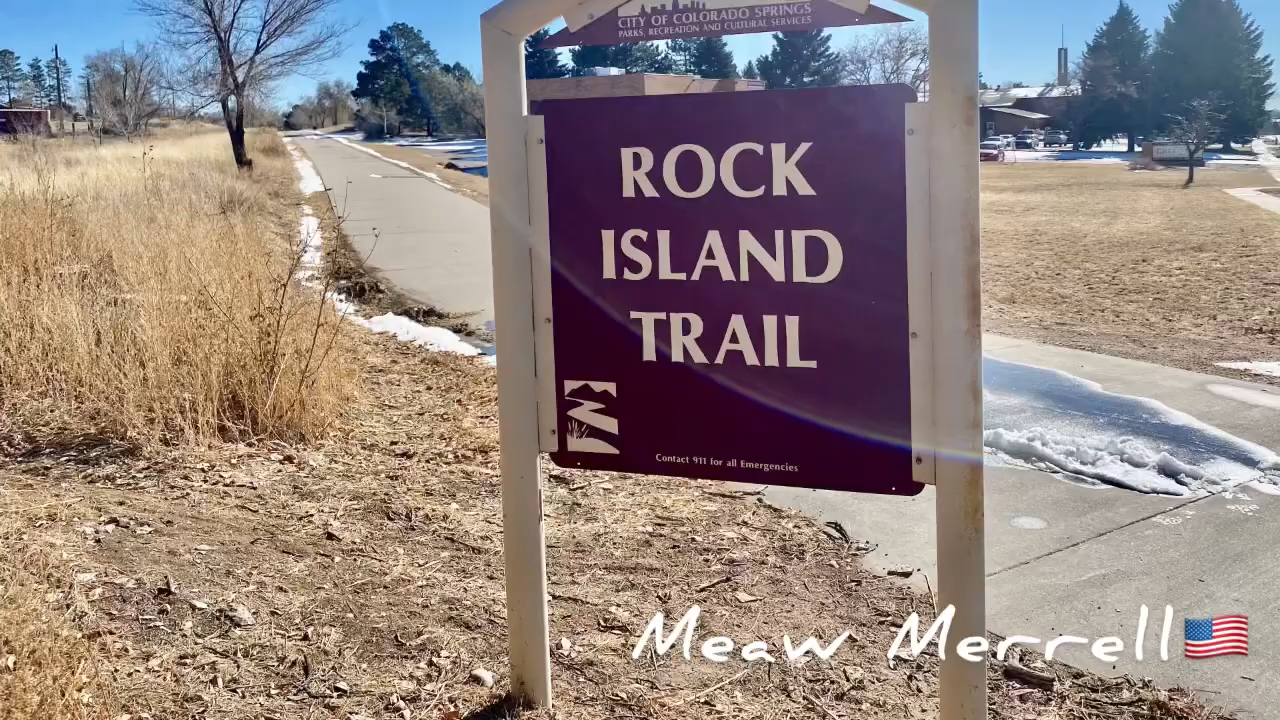 CITY OF COLORADO SPRINGS
PARKS, RECREATION AND CULTURAL SERVICES
ROCK
ISLAND
TRAIL
Contact 911 for all Emergencies
Meaw Merrell🇺🇸